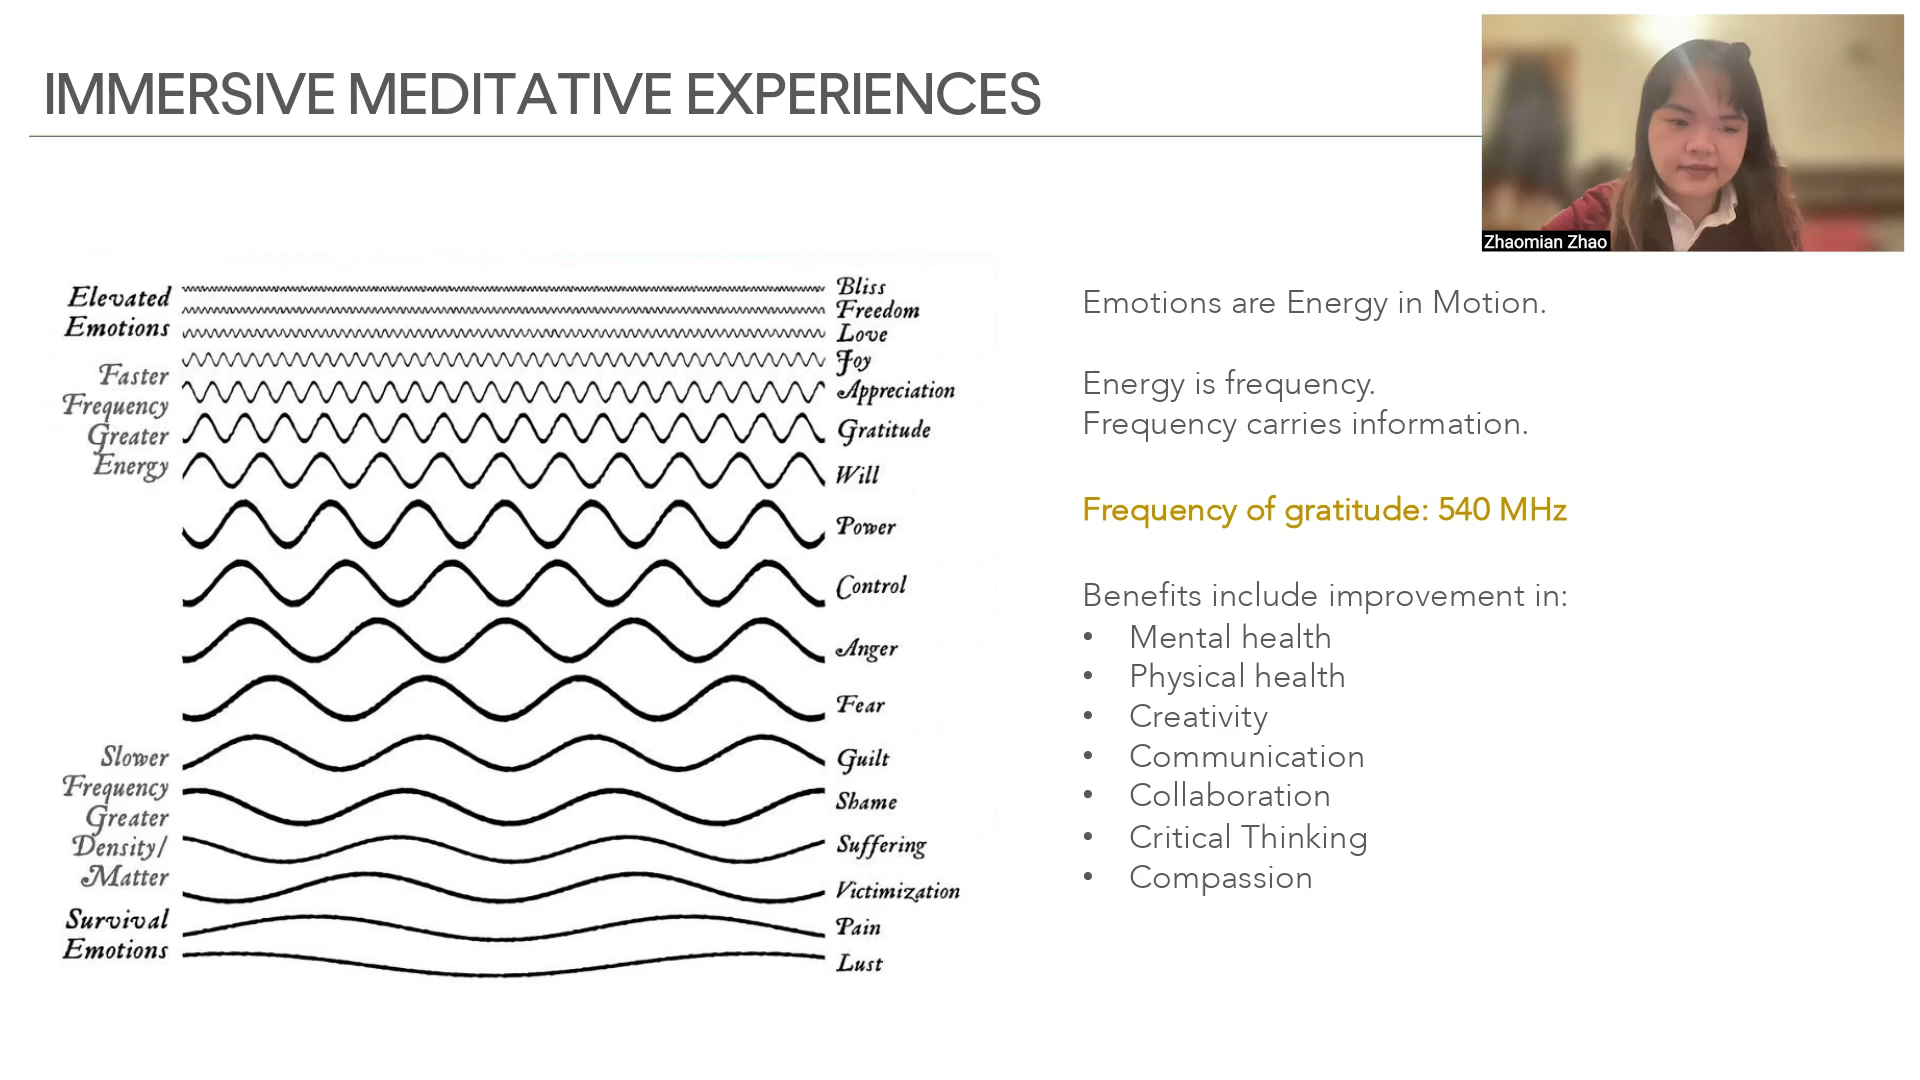 IMMERSIVE MEDITATIVE EXPERIENCES
Zhaomian Zhao
Elevated
Emotions
Faster
Frequency
Greater
Energy
Slower
Frequency
Greater
Density/
Matter
Survival
Emotions
Bliss
Freedom
Love
Joy
Appreciation
Gratitude
Will
Power
Control
Anger
Fear
Guilt
Shame
Suffering
Victimization
Pain
Lust
Emotions are Energy in Motion.
Energy is frequency.
Frequency carries information.
Frequency of gratitude: 540 MHz
Benefits include improvement in:
• Mental health
• Physical health
• Creativity
• Communication
• Collaboration
• Critical Thinking
• Compassion